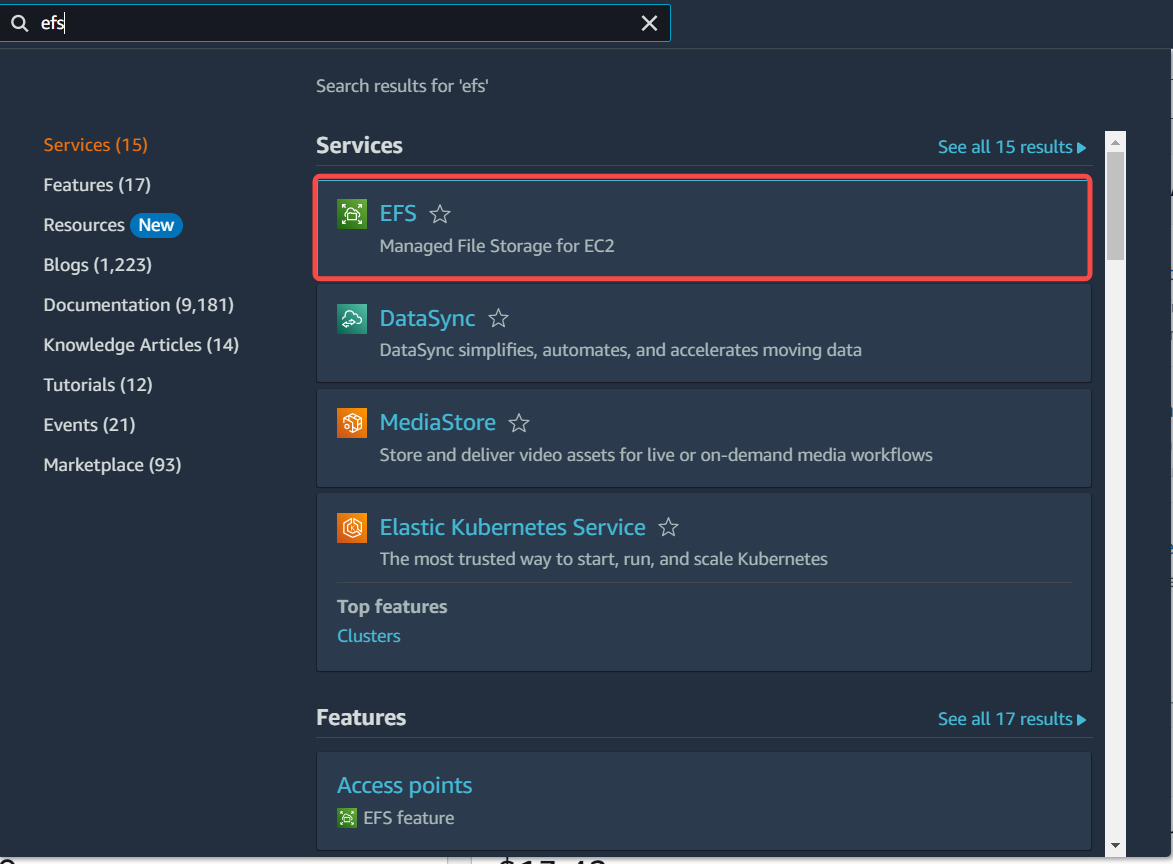 efs
Search results for 'efs'
Services (15)
Features (17)
Resources New
Blogs (1,223)
Documentation (9,181)
Knowledge Articles (14)
Tutorials (12)
Events (21)
Marketplace (93)
Services
See all 15 results
EFS
Managed File Storage for EC2
DataSync
DataSync simplifies, automates, and accelerates moving data
MediaStore
Store and deliver video assets for live or on-demand media workflows
Elastic Kubernetes Service
The most trusted way to start, run, and scale Kubernetes
Top features
Clusters
Features
See all 17 results
Access points
EFS feature